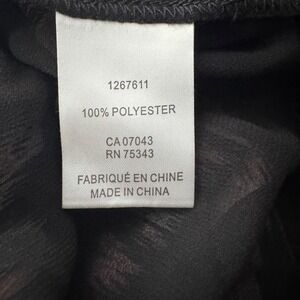 1267611
100% POLYESTER
CA 07043
RN 75343
FABRIQUÉ EN CHINE
MADE IN CHINA